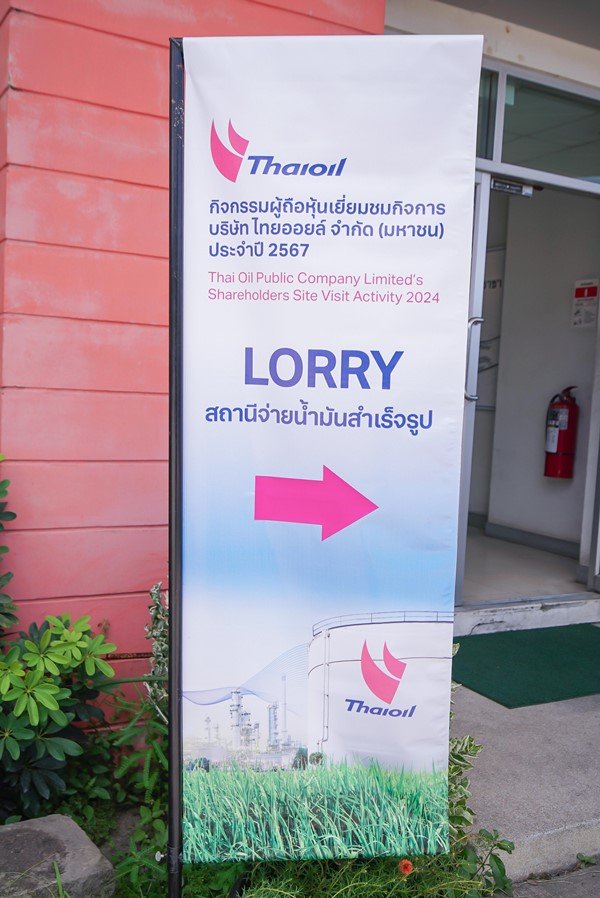 Thaioil
กิจกรรมผู้ถือหุ้นเยี่ยมชมกิจการ
บริษัท ไทยออยล์ จำกัด (มหาชน)
ประจำปี 2567
Thai Oil Public Company Limited's
Shareholders Site Visit Activity 2024
LORRY
สถานีจ่ายน้ำมันสำเร็จรูป
Thaioil